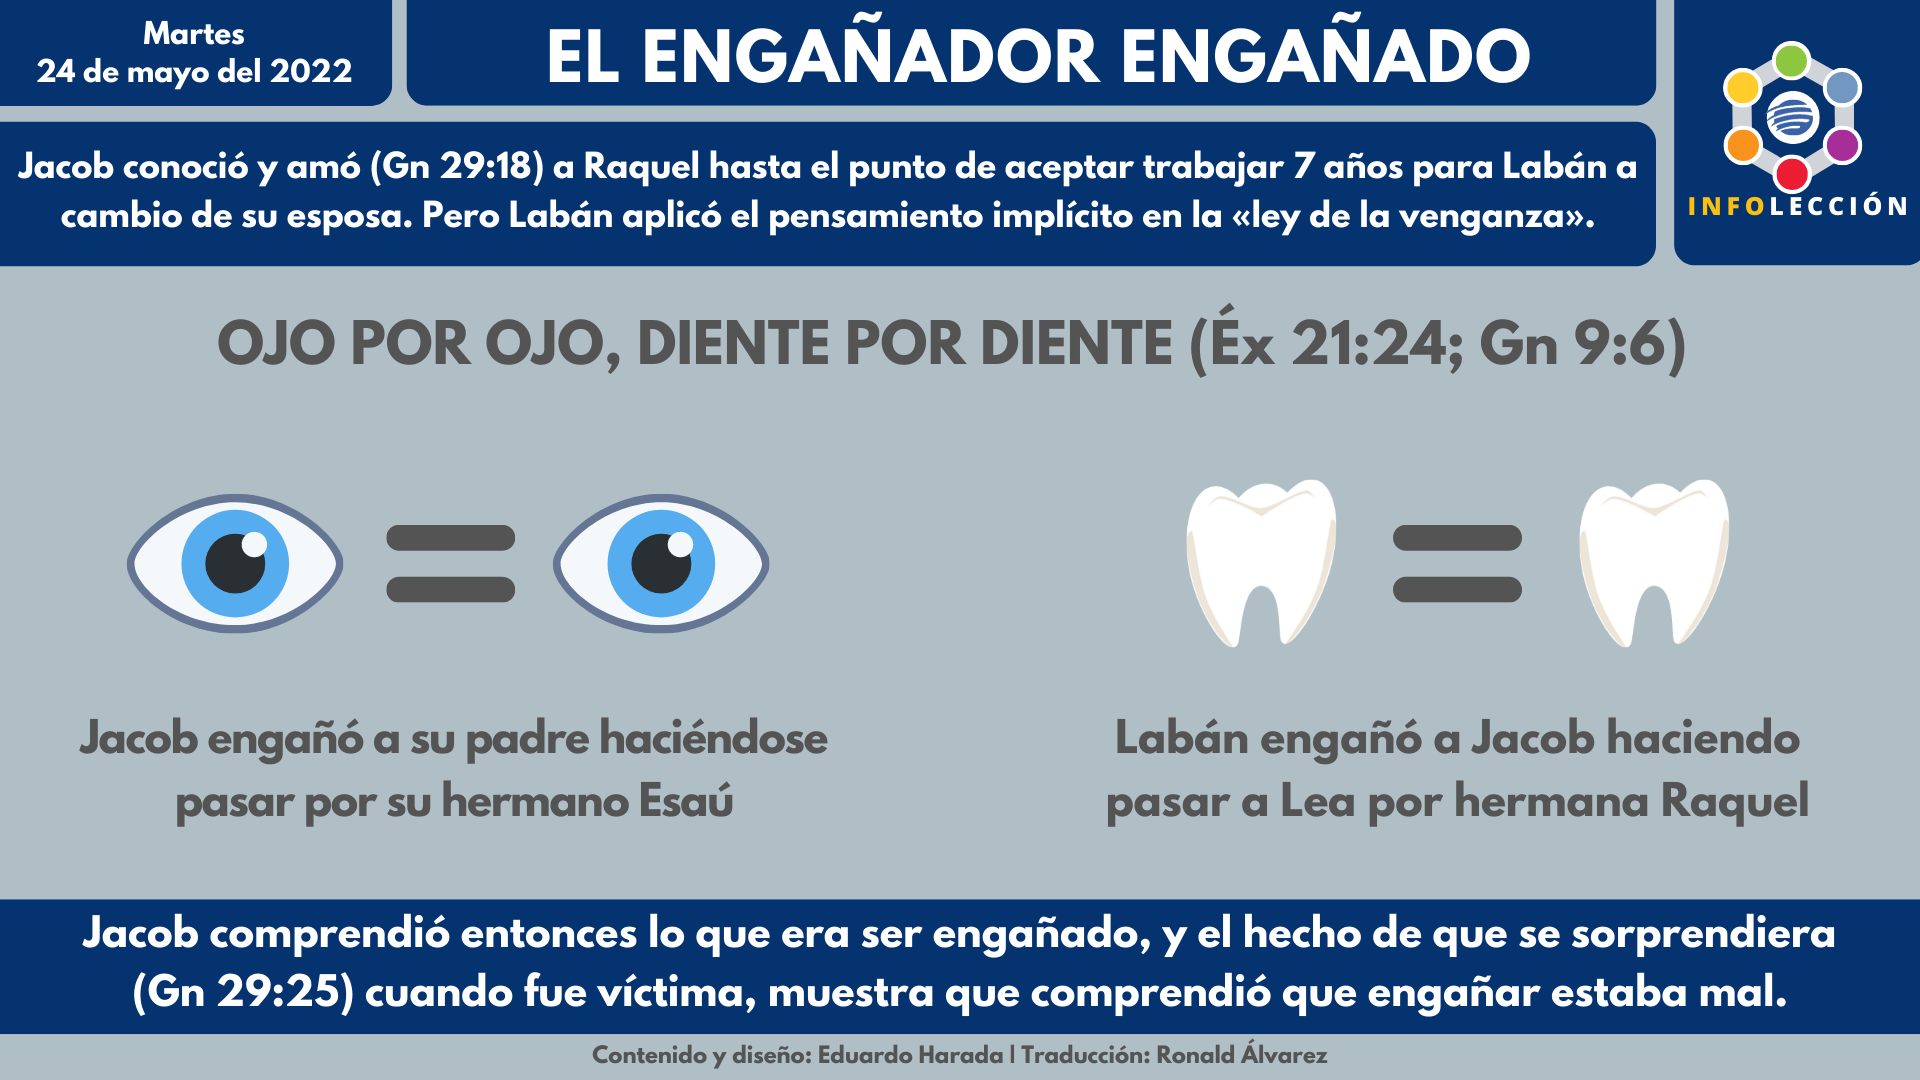 Martes
24 de mayo del 2022
EL ENGAÑADOR ENGAÑADO
INFOLECCIÓN
Jacob conoció y amó (Gn 29:18) a Raquel hasta el punto de aceptar trabajar 7 años para Labán a
cambio de su esposa. Pero Labán aplicó el pensamiento implícito en la «ley de la venganza».
OJO POR OJO, DIENTE POR DIENTE (Éx 21:24; Gn 9:6)
Jacob engañó a su padre haciéndose
pasar por su hermano Esaú
Labán engañó a Jacob haciendo
pasar a Lea por hermana Raquel
Jacob comprendió entonces lo que era ser engañado, y el hecho de que se sorprendiera
(Gn 29:25) cuando fue víctima, muestra que comprendió que engañar estaba mal.
Contenido y diseño: Eduardo Harada | Traducción: Ronald Álvarez